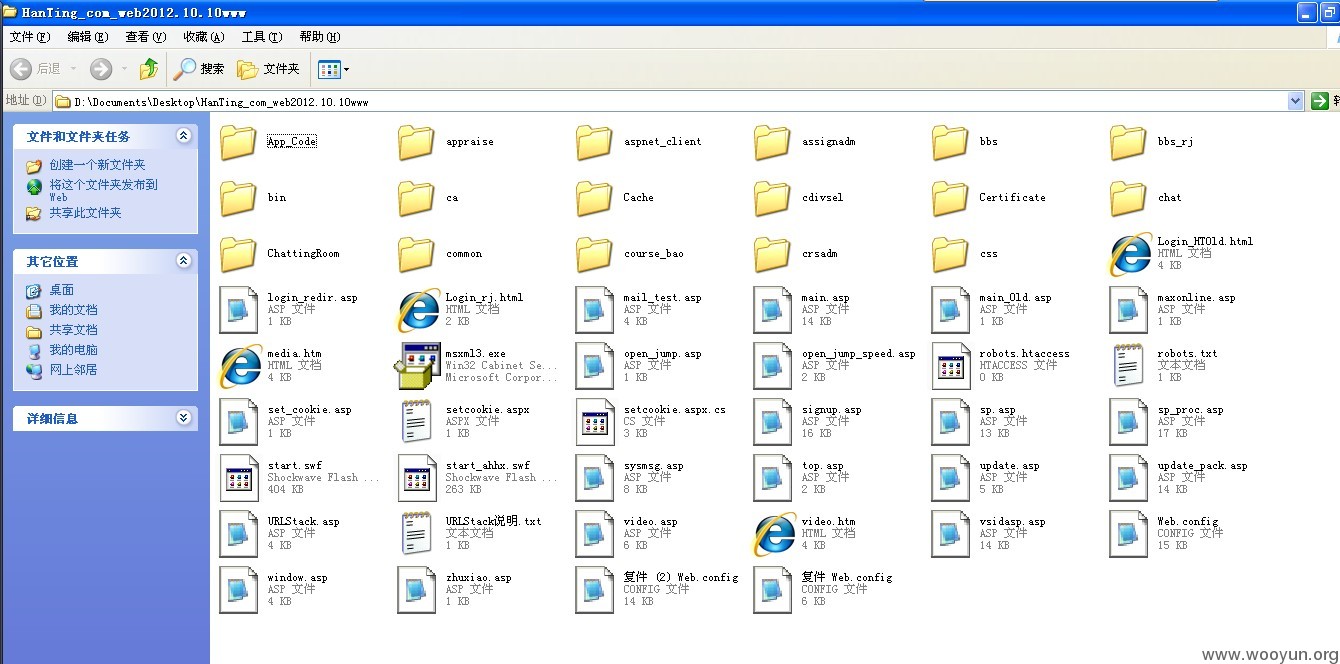 HanTing_com_web2012.10.10www
文件(F) 编辑(E) 查看(V) 收藏(A) 工具(T) 帮助(H)
后退 搜索 文件夹
地址(D) D:\Documents\Desktop\HanTing_com_web2012.10.10www
文件和文件夹任务
创建一个新文件夹
将这个文件夹发布到
Web
共享此文件夹
其它位置
桌面
我的文档
共享文档
我的电脑
网上邻居
详细信息
App_Code appraise aspnet_client assignadm bbs bbs_rj
bin ca Cache cdivsel Certificate chat
ChattingRoom common course_bao crsadm css
Login_HTOld.html
HTML 文档
4 KB
login_redir.asp Login_rj.html mail_test.asp main.asp main_Old.asp maxonline.asp
ASP 文件 HTML 文档 ASP 文件 ASP 文件 ASP 文件 ASP 文件
1 KB 2 KB 4 KB 14 KB 1 KB 1 KB
media.htm msxml3.exe open_jump.asp open_jump_speed.asp robots.htaccess robots.txt
HTML 文档 Win32 Cabinet Se... ASP 文件 ASP 文件 HTACCESS 文件 文本文档
4 KB Microsoft Corpor... 1 KB 2 KB 0 KB 1 KB
set_cookie.asp setcookie.aspx setcookie.aspx.cs signup.asp sp.asp sp_proc.asp
ASP 文件 ASPX 文件 CS 文件 ASP 文件 ASP 文件 ASP 文件
1 KB 1 KB 3 KB 16 KB 13 KB 17 KB
start.swf start_ahhx.swf sysmsg.asp top.asp update.asp update_pack.asp
Shockwave Flash ... Shockwave Flash ... ASP 文件 ASP 文件 ASP 文件 ASP 文件
404 KB 263 KB 8 KB 2 KB 5 KB 14 KB
URLStack.asp URLStack说明.txt video.asp video.htm vsidasp.asp Web.config
ASP 文件 文本文档 ASP 文件 HTML 文档 ASP 文件 CONFIG 文件
4 KB 1 KB 6 KB 4 KB 14 KB 15 KB
window.asp zhuxiao.asp 复件 (2) Web.config 复件 Web.config
ASP 文件 ASP 文件 CONFIG 文件 CONFIG 文件
4 KB 1 KB 14 KB 6 KB
www.wooyun.org